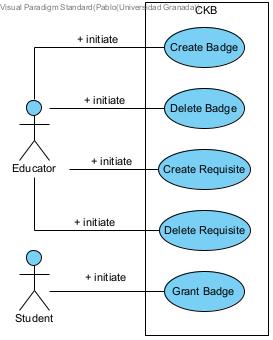 Visual Paradigm Standard(Pablo(Universidad Granada)
CKB
+ initiate
Create Badge
+ initiate
Delete Badge
Educator
+ initiate
Create Requisite
+ initiate
Delete Requisite
+ initiate
Grant Badge
Student